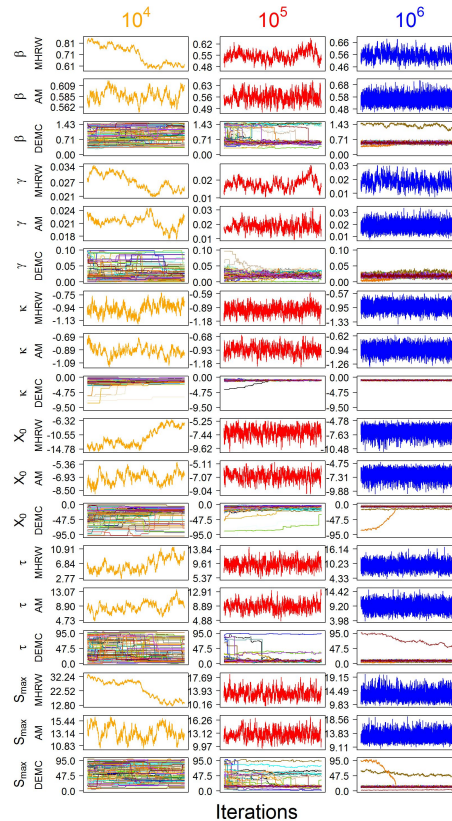 10⁴ 10⁵ 10⁶
β MHRW 0.81 0.71 0.61 0.62 0.55 0.48 0.66 0.56 0.46
β AM 0.609 0.585 0.562 0.63 0.56 0.49 0.68 0.58 0.48
β DEMC 1.43 0.71 0.00 1.43 0.71 0.00 1.43 0.71 0.00
γ MHRW 0.034 0.027 0.021 0.02 0.01 0.03 0.02 0.01
γ AM 0.024 0.021 0.018 0.03 0.02 0.01 0.03 0.02 0.01
γ DEMC 0.10 0.05 0.00 0.10 0.05 0.00 0.10 0.05 0.00
κ MHRW -0.75 -0.94 -1.13 -0.59 -0.89 -1.18 -0.57 -0.95 -1.33
κ AM -0.69 -0.89 -1.09 -0.68 -0.93 -1.18 -0.62 -0.94 -1.26
κ DEMC 0.00 -4.75 -9.50 0.00 -4.75 -9.50 0.00 -4.75 -9.50
X₀ MHRW -6.32 -10.55 -14.78 -5.25 -7.44 -9.62 -4.78 -7.63 -10.48
X₀ AM -5.36 -6.93 -8.50 -5.11 -7.07 -9.04 -4.75 -7.31 -9.88
X₀ DEMC 0.0 -47.5 -95.0 0.0 -47.5 -95.0 0.0 -47.5 -95.0
τ MHRW 10.91 6.84 2.77 13.84 9.61 5.37 16.14 10.23 4.33
τ AM 13.07 8.90 4.73 12.91 8.89 4.88 14.42 9.20 3.98
τ DEMC 95.0 47.5 0.0 95.0 47.5 0.0 95.0 47.5 0.0
Smax MHRW 32.24 22.52 12.80 17.69 13.93 10.16 19.15 14.49 9.83
Smax AM 15.44 13.14 10.83 16.26 13.12 9.97 18.56 13.83 9.11
Smax DEMC 95.0 47.5 0.0 95.0 47.5 0.0 95.0 47.5 0.0
Iterations